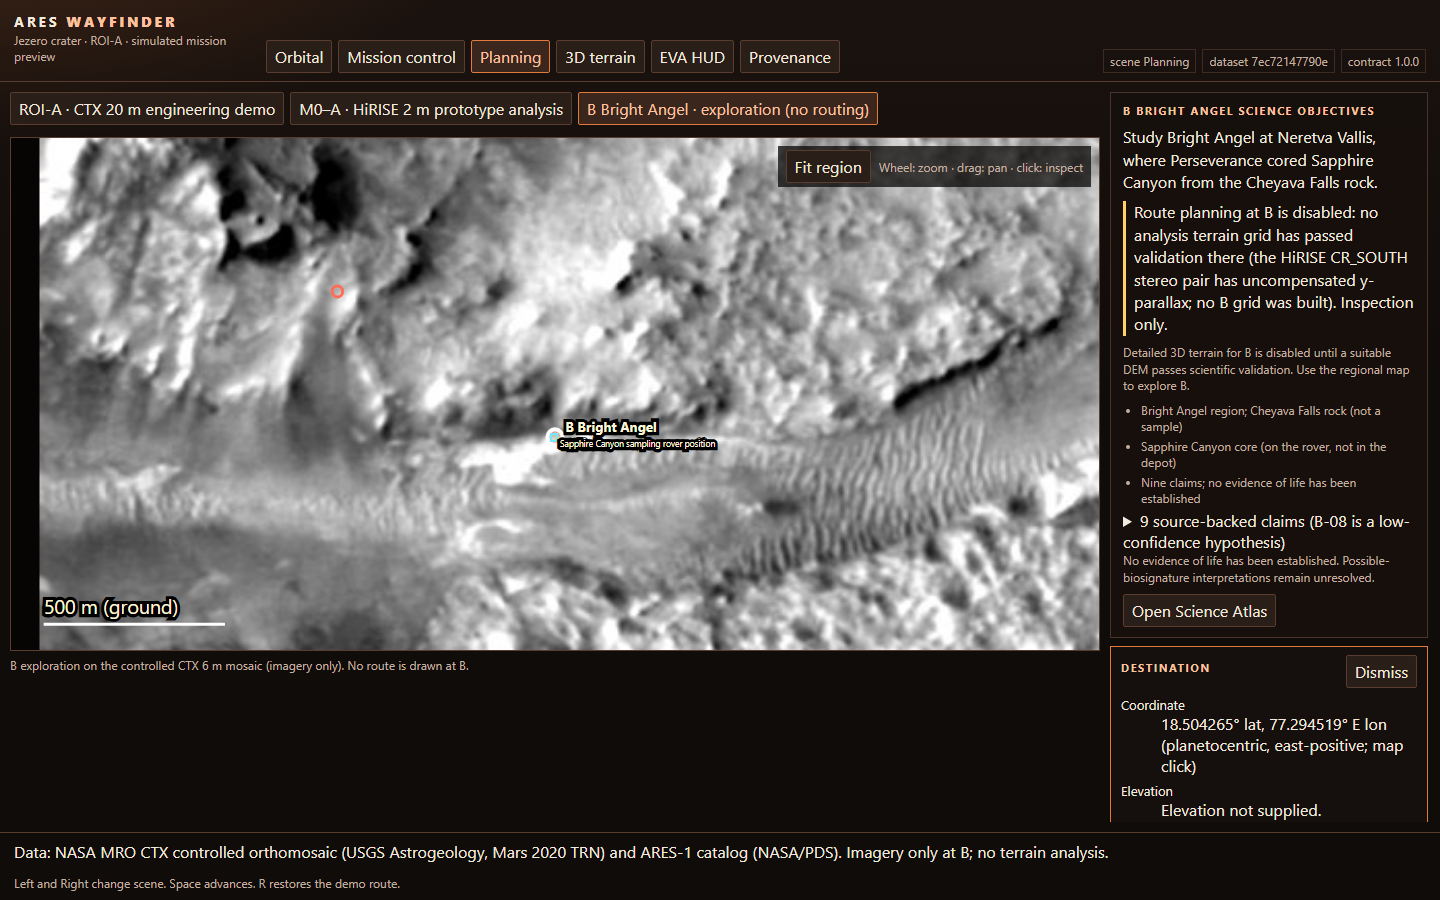 ARES WAYFINDER
Jezero crater · ROI-A · simulated mission
preview
Orbital
Mission control
Planning
3D terrain
EVA HUD
Provenance
scene Planning
dataset 7ec72147790e
contract 1.0.0
ROI-A · CTX 20 m engineering demo
M0–A · HiRISE 2 m prototype analysis
B Bright Angel · exploration (no routing)
Fit region
Wheel: zoom · drag: pan · click: inspect
B Bright Angel
Sapphire Canyon sampling rover position
500 m (ground)
B exploration on the controlled CTX 6 m mosaic (imagery only). No route is drawn at B.
B BRIGHT ANGEL SCIENCE OBJECTIVES
Study Bright Angel at Neretva Vallis,
where Perseverance cored Sapphire
Canyon from the Cheyava Falls rock.
Route planning at B is disabled: no
analysis terrain grid has passed
validation there (the HiRISE CR_SOUTH
stereo pair has uncompensated y-
parallax; no B grid was built). Inspection
only.
Detailed 3D terrain for B is disabled until a suitable
DEM passes scientific validation. Use the regional map
to explore B.
• Bright Angel region; Cheyava Falls rock (not a
sample)
• Sapphire Canyon core (on the rover, not in the
depot)
• Nine claims; no evidence of life has been
established
▶ 9 source-backed claims (B-08 is a low-
confidence hypothesis)
No evidence of life has been established. Possible-
biosignature interpretations remain unresolved.
Open Science Atlas
DESTINATION
Dismiss
Coordinate
18.504265° lat, 77.294519° E lon
(planetocentric, east-positive; map
click)
Elevation
Elevation not supplied.
Data: NASA MRO CTX controlled orthomosaic (USGS Astrogeology, Mars 2020 TRN) and ARES-1 catalog (NASA/PDS). Imagery only at B; no terrain analysis.
Left and Right change scene. Space advances. R restores the demo route.